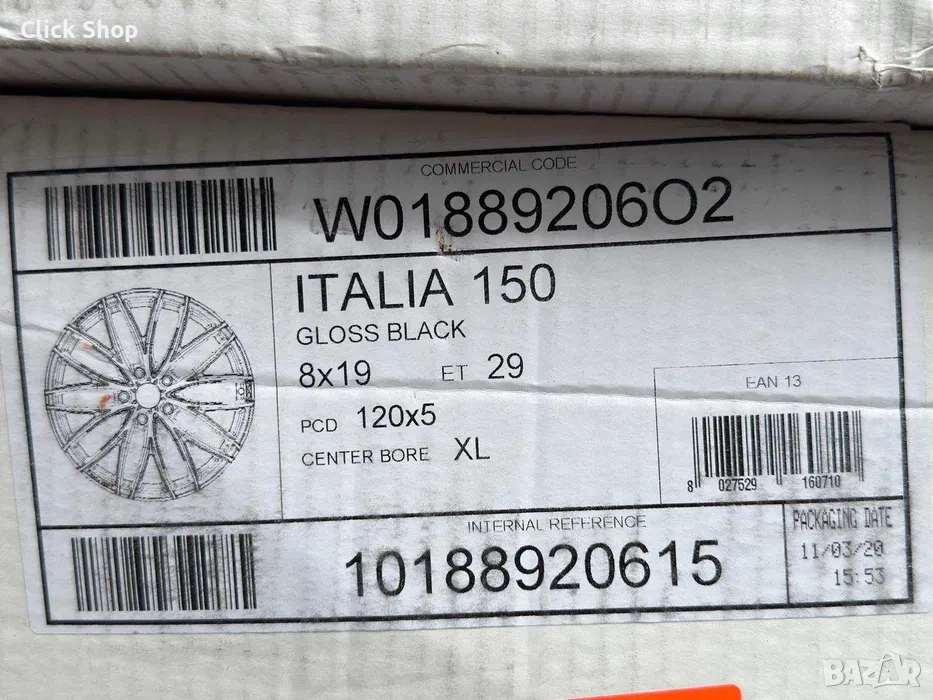 Click Shop
COMMERCIAL CODE
W01889206O2
ITALIA 150
GLOSS BLACK
8x19 ET 29
PCD 120x5
CENTER BORE XL
EAN 13
8 027529 160710
INTERNAL REFERENCE
10188920615
PACKAGING DATE
11/03/20
15:53
BAZAR